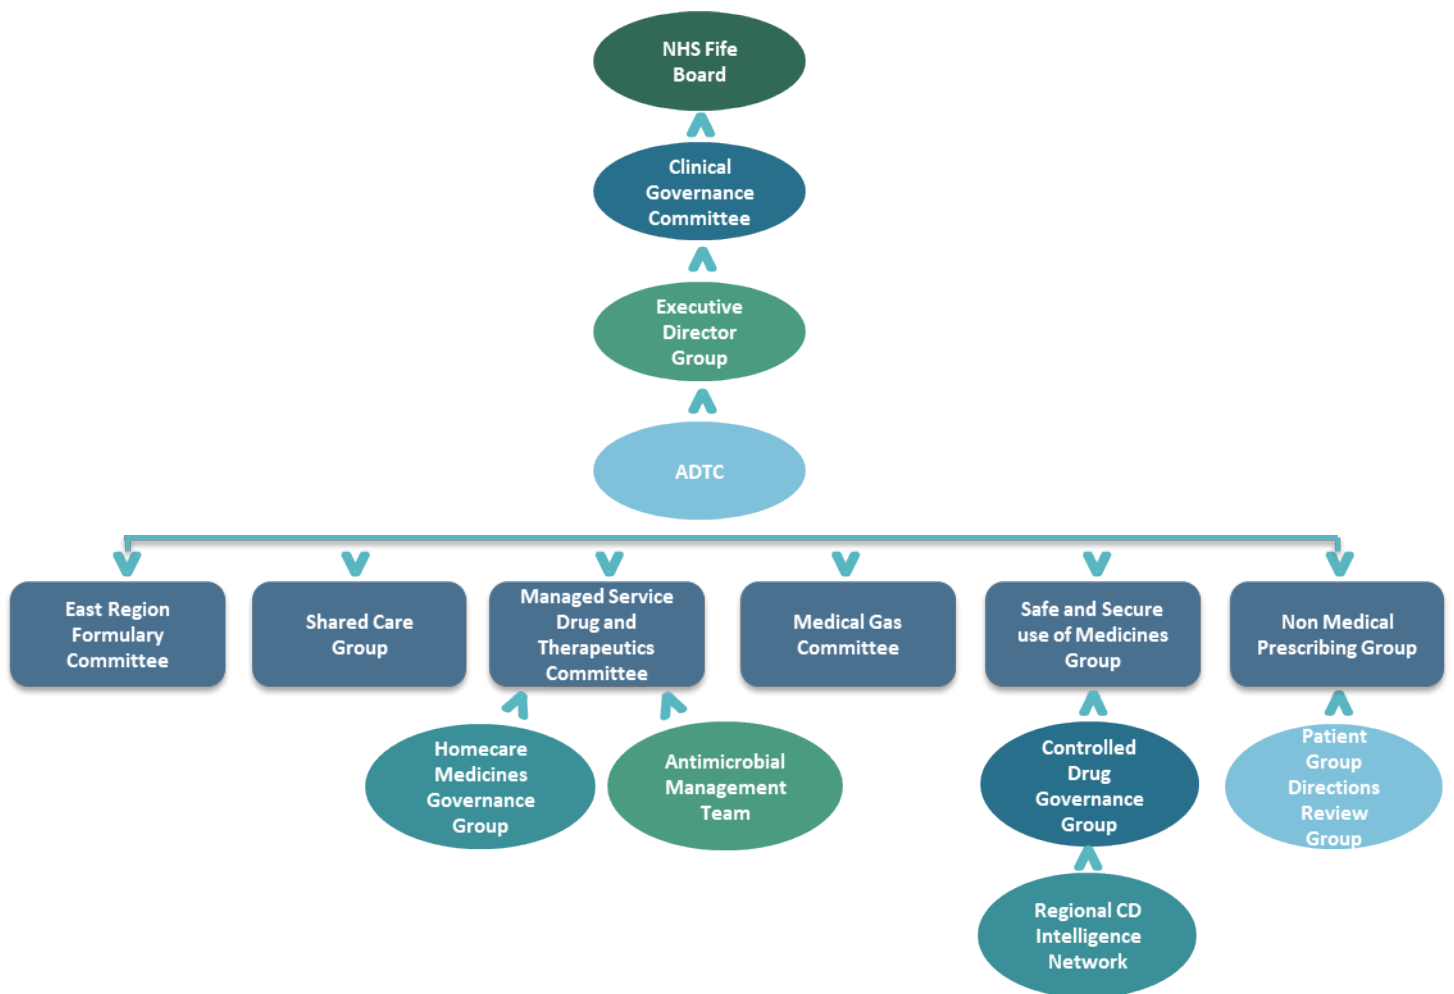 NHS Fife
Board
Clinical
Governance
Committee
Executive
Director
Group
ADTC
East Region
Formulary
Committee
Shared Care
Group
Managed Service
Drug and
Therapeutics
Committee
Medical Gas
Committee
Safe and Secure
use of Medicines
Group
Non Medical
Prescribing Group
Homecare
Medicines
Governance
Group
Antimicrobial
Management
Team
Controlled
Drug
Governance
Group
Patient
Group
Directions
Review
Group
Regional CD
Intelligence
Network